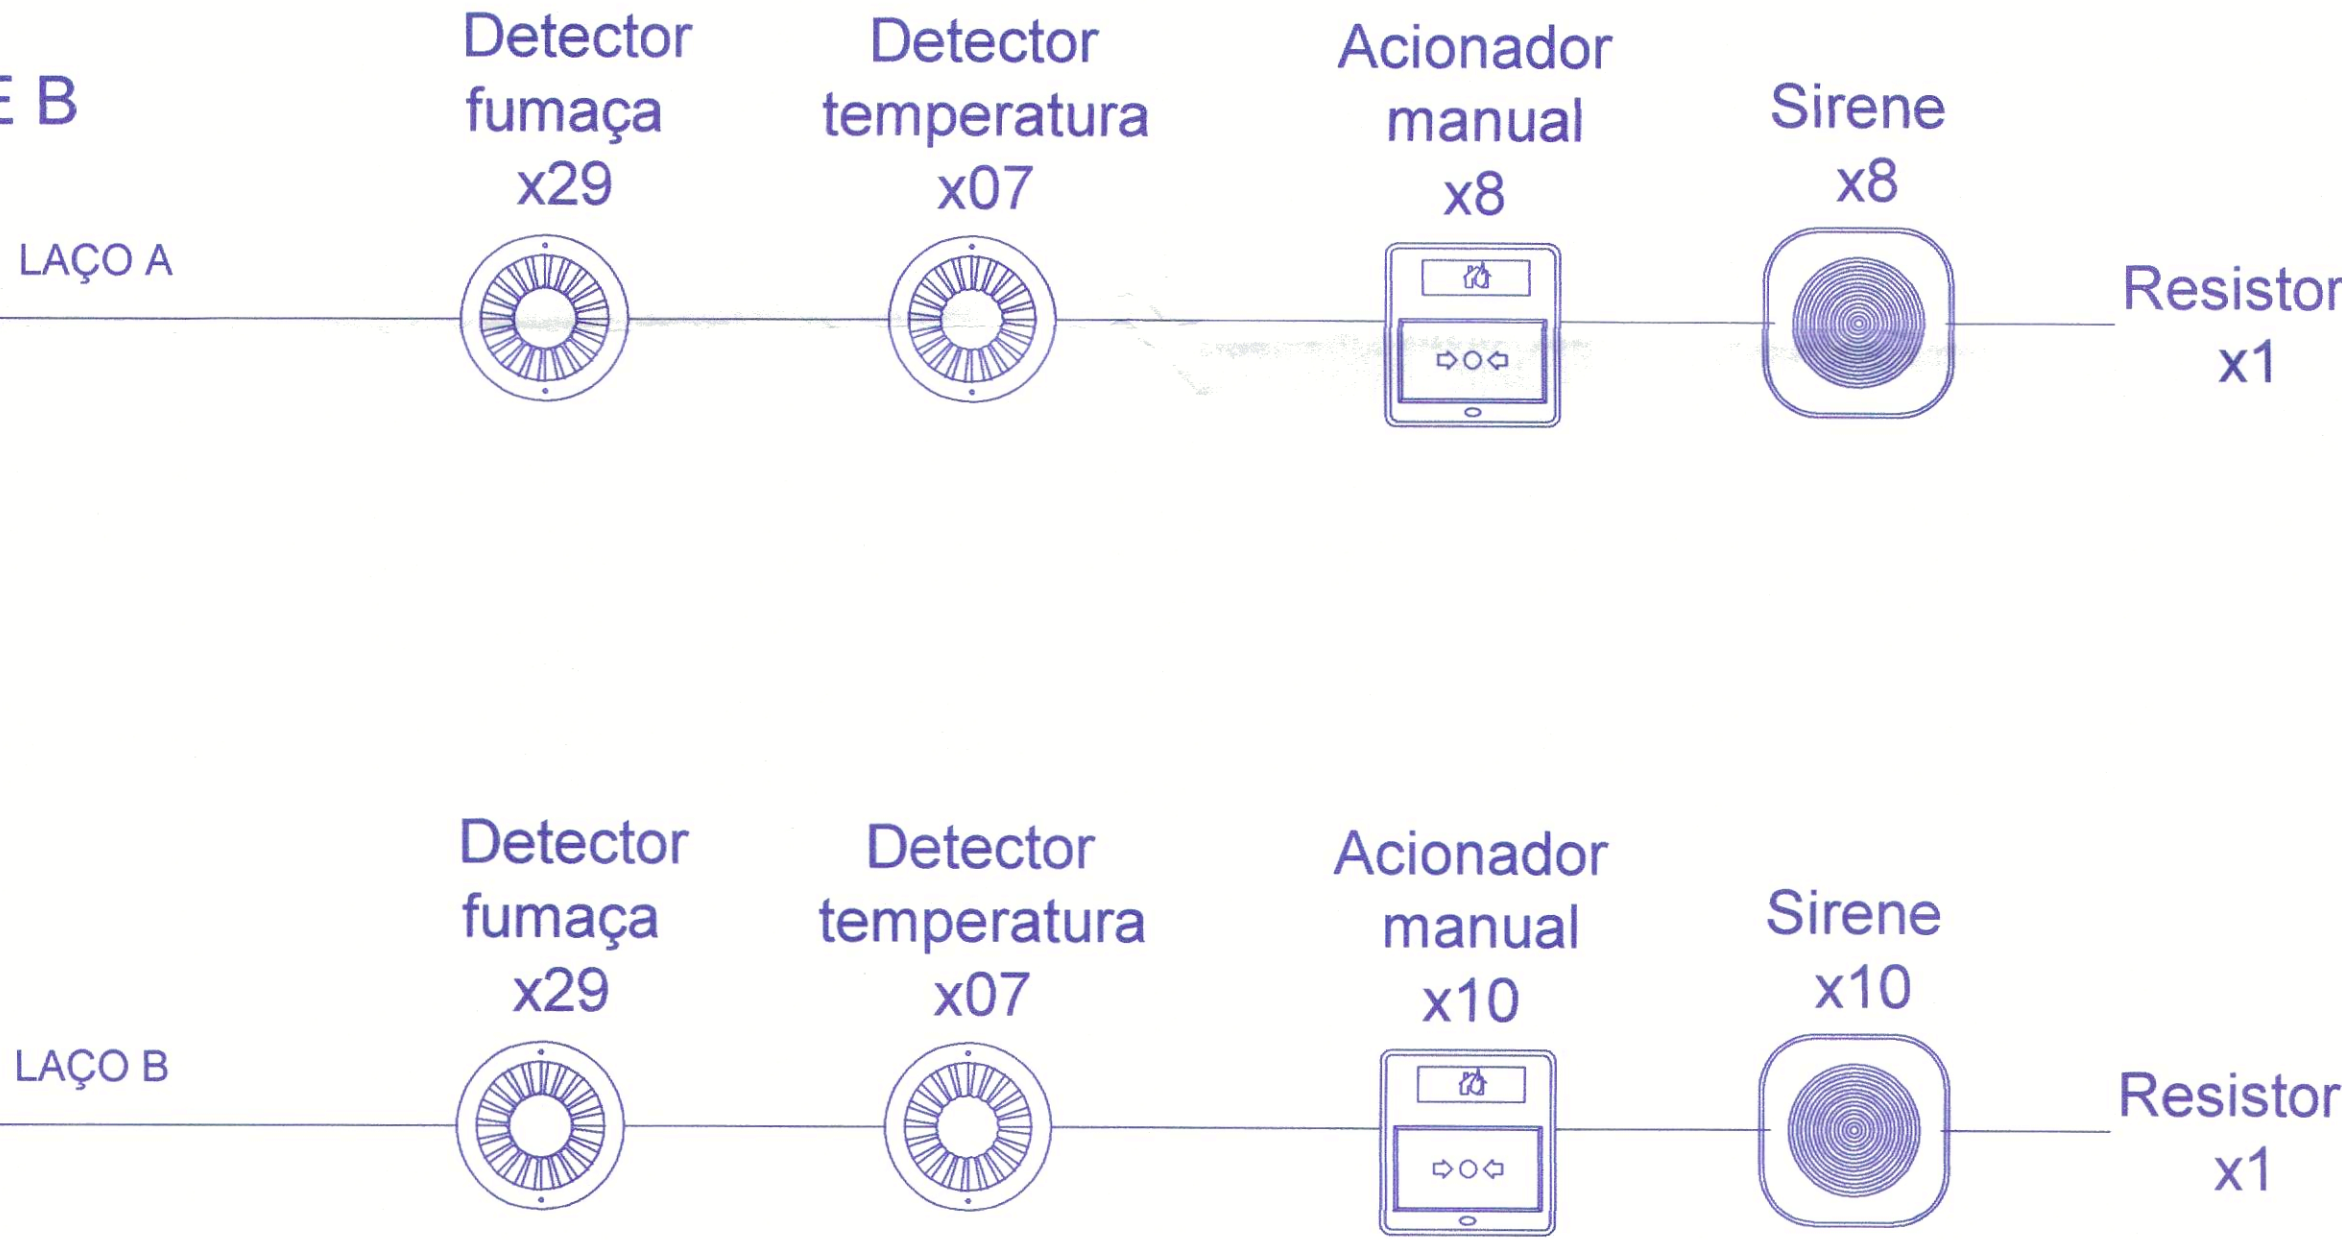 E B
Detector
fumaça
x29
Detector
temperatura
x07
Acionador
manual
x8
Sirene
x8
LAÇO A
Resistor
x1
Detector
fumaça
x29
Detector
temperatura
x07
Acionador
manual
x10
Sirene
x10
LAÇO B
Resistor
x1